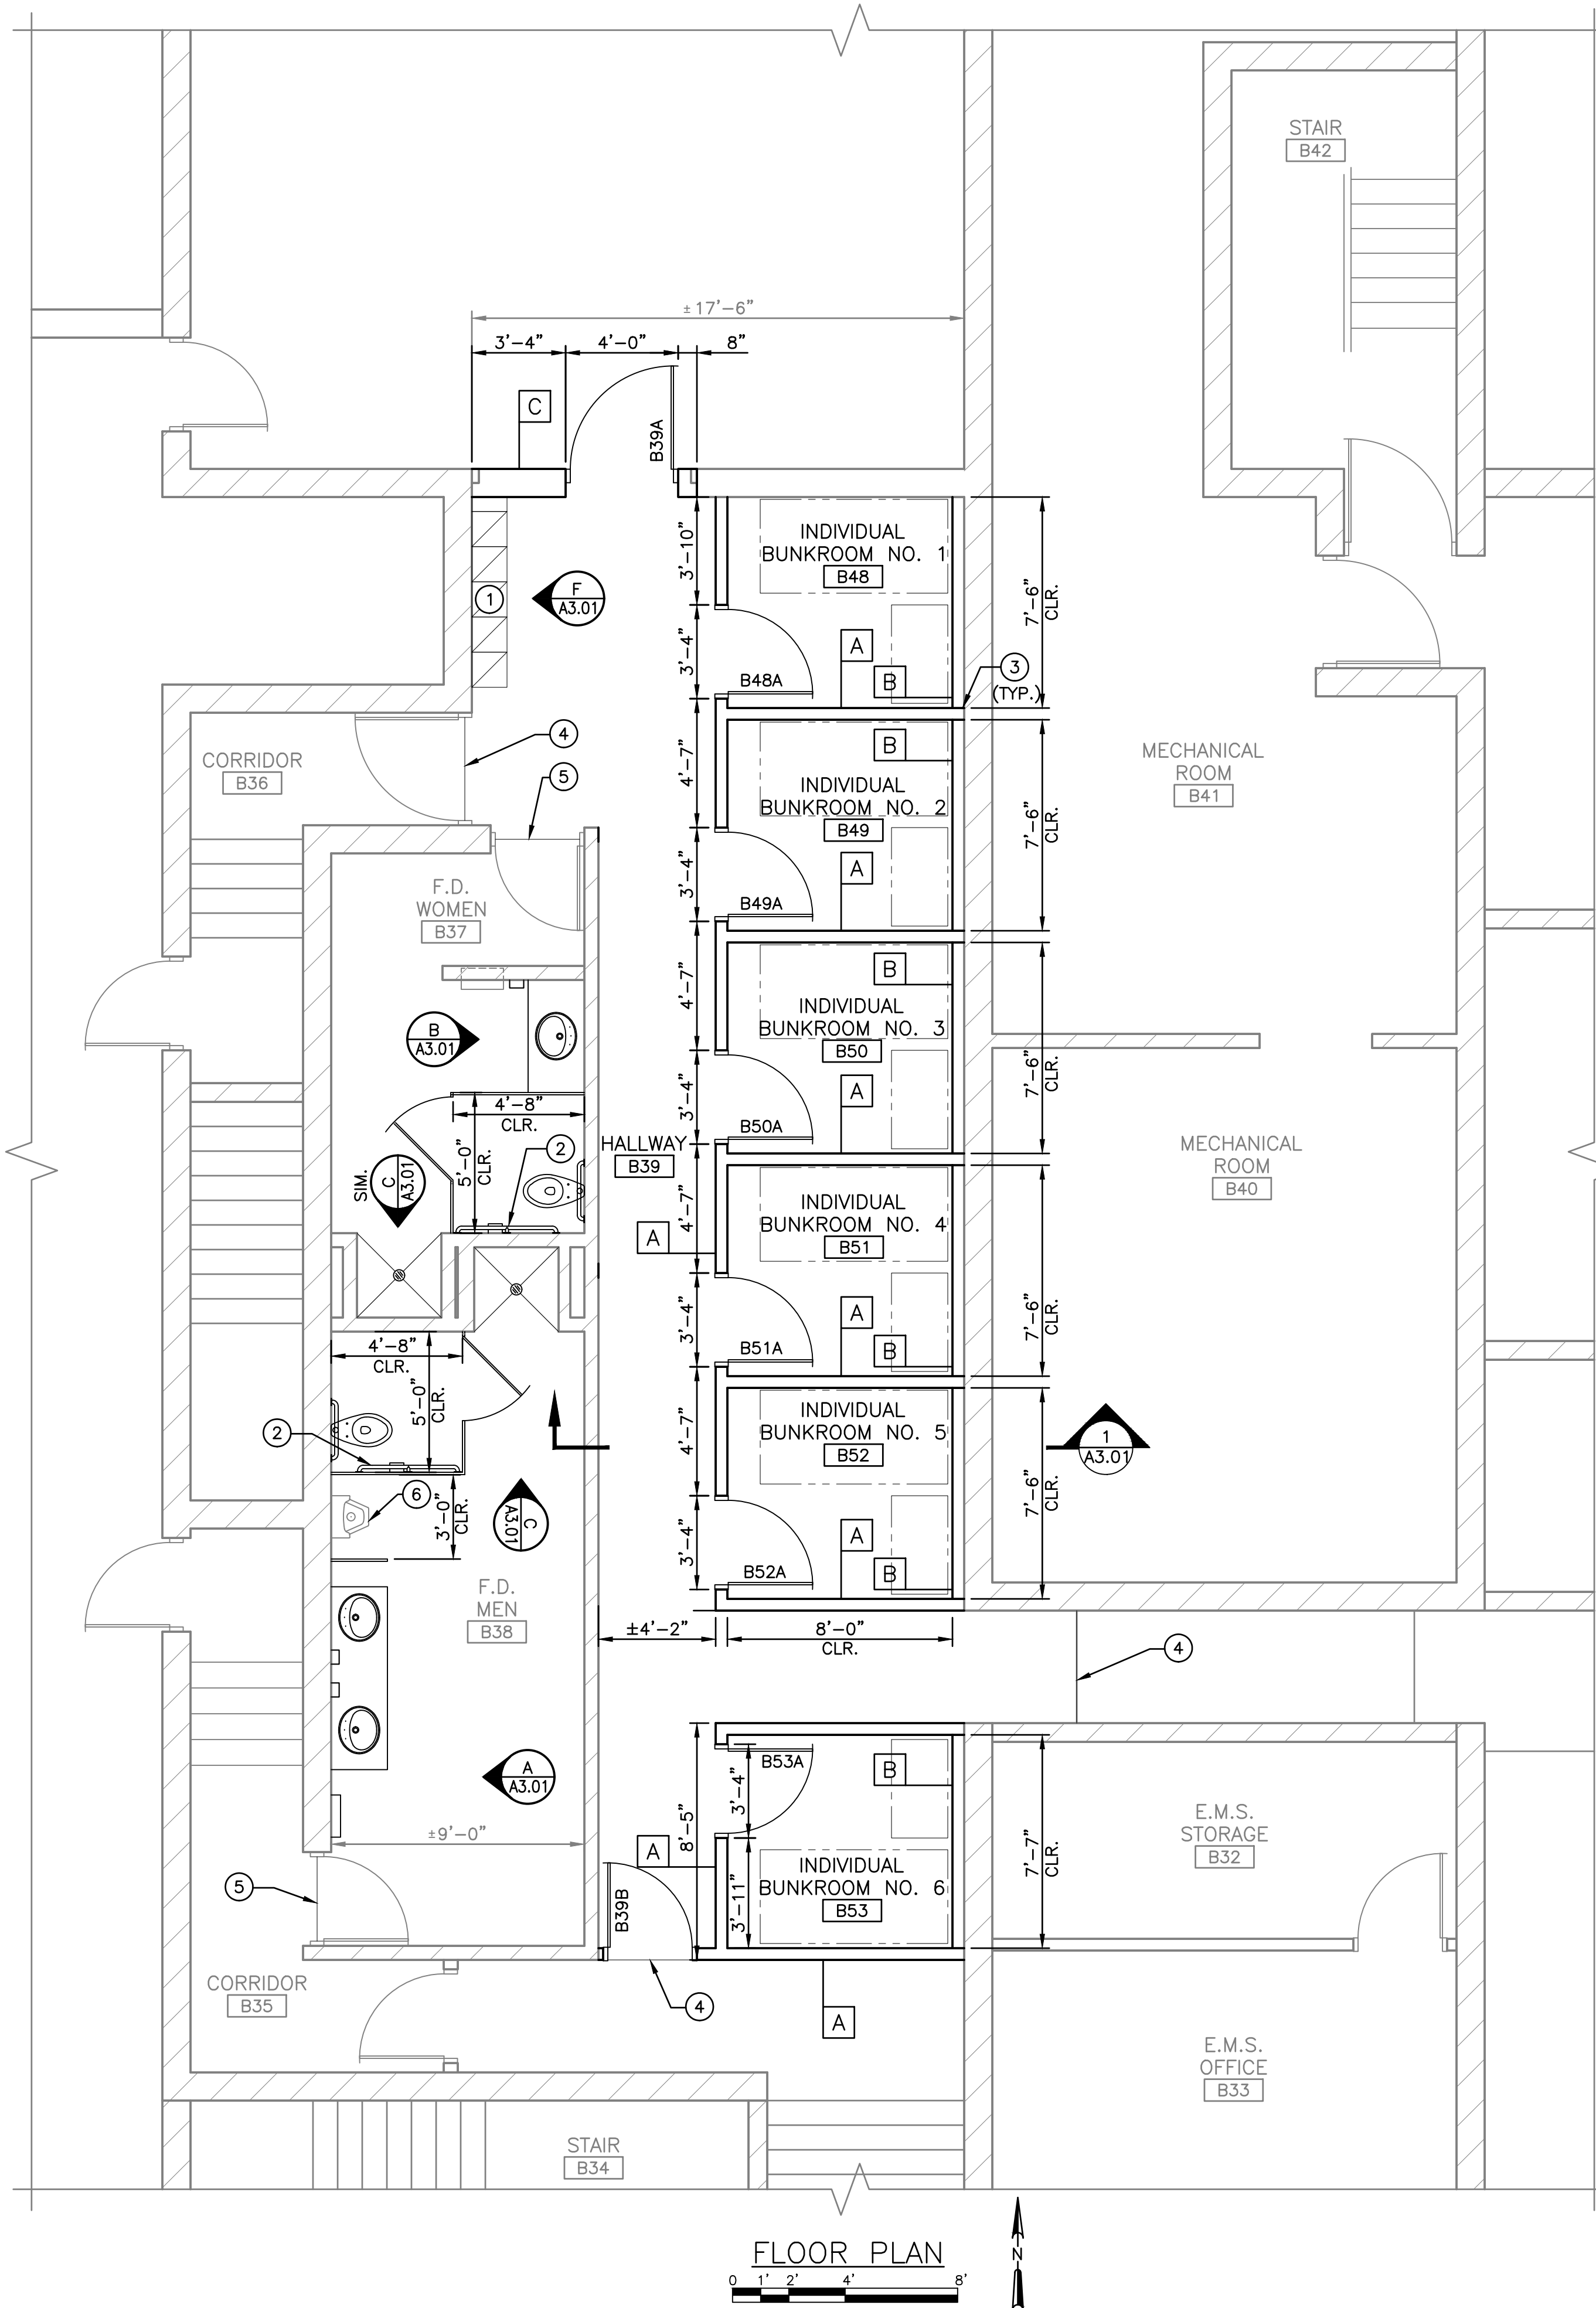 STAIR
B42
±17'-6"
3'-4"
4'-0"
8"
C
B39A
INDIVIDUAL
BUNKROOM NO. 1
B48
3'-10"
7'-6"
CLR.
1
F
A3.01
3'-4"
A
B
B48A
3
(TYP.)
4
5
CORRIDOR
B36
4'-7"
B
INDIVIDUAL
BUNKROOM NO. 2
B49
7'-6"
CLR.
MECHANICAL
ROOM
B41
3'-4"
A
B49A
F.D.
WOMEN
B37
4'-7"
B
INDIVIDUAL
BUNKROOM NO. 3
B50
7'-6"
CLR.
B
A3.01
3'-4"
A
B50A
4'-8"
CLR.
5'-0"
CLR.
2
HALLWAY
B39
SIM.
C
A3.01
MECHANICAL
ROOM
B40
4'-7"
A
INDIVIDUAL
BUNKROOM NO. 4
B51
7'-6"
CLR.
3'-4"
A
B
B51A
4'-8"
CLR.
5'-0"
CLR.
2
4'-7"
INDIVIDUAL
BUNKROOM NO. 5
B52
7'-6"
CLR.
1
A3.01
6
3'-0"
CLR.
C
A3.01
3'-4"
A
B
B52A
F.D.
MEN
B38
±4'-2"
8'-0"
CLR.
4
A
A3.01
B53A
B
3'-4"
8'-5"
7'-7"
CLR.
±9'-0"
A
3'-11"
INDIVIDUAL
BUNKROOM NO. 6
B53
E.M.S.
STORAGE
B32
5
B39B
4
A
CORRIDOR
B35
E.M.S.
OFFICE
B33
STAIR
B34
FLOOR PLAN
0 1' 2' 4' 8'
N